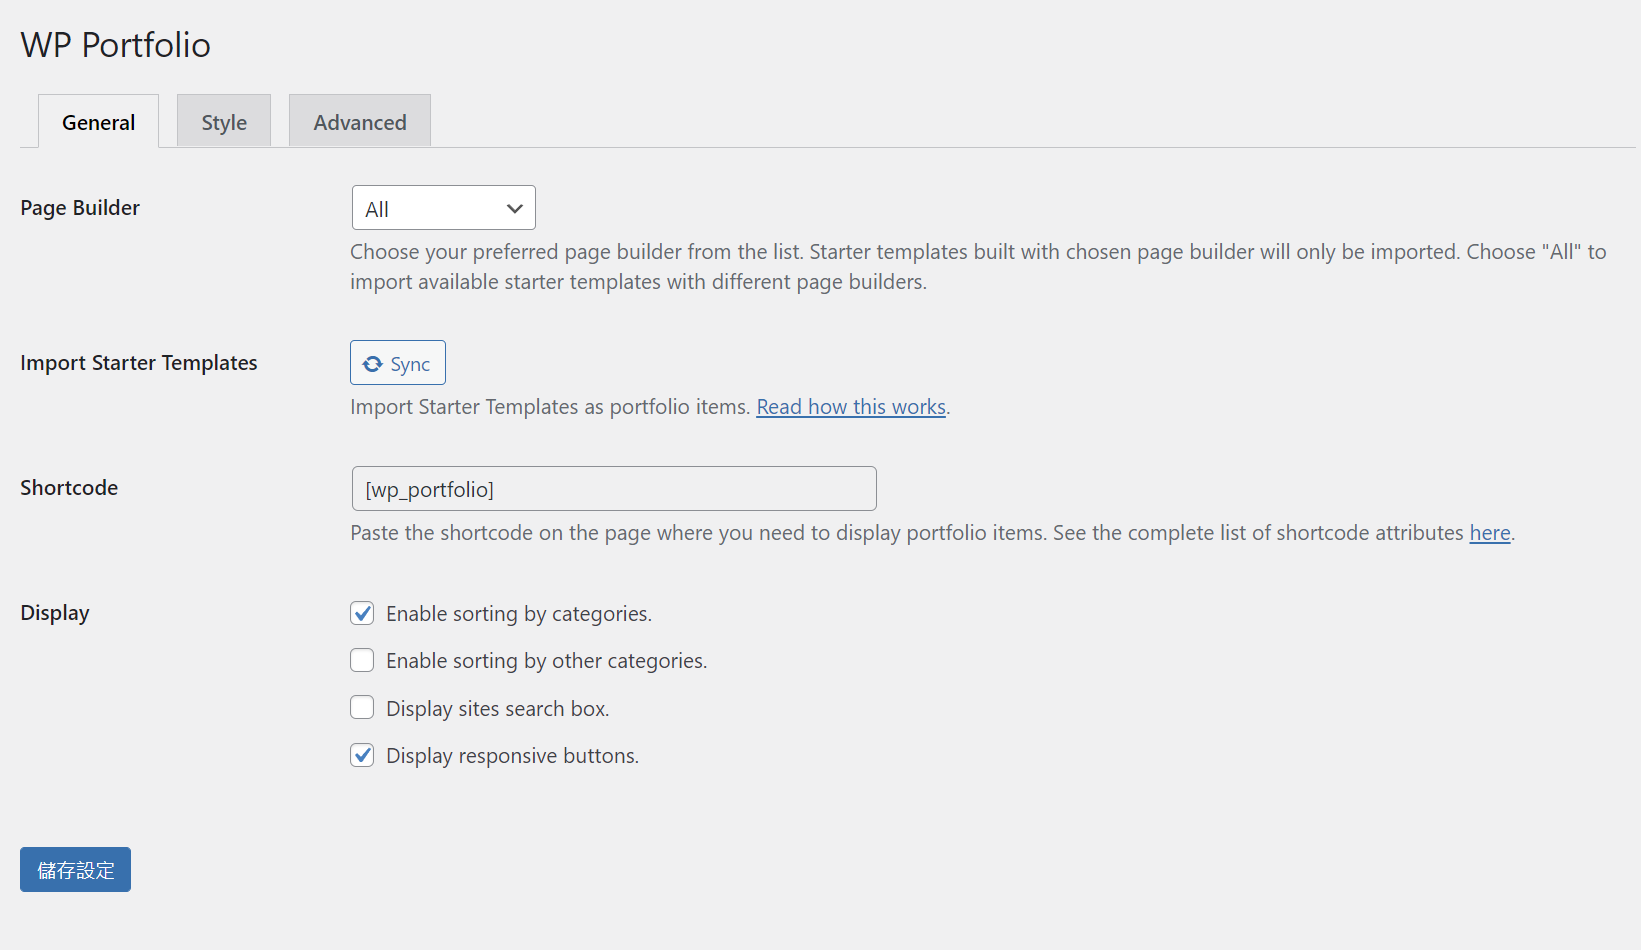 WP Portfolio
General
Style
Advanced
Page Builder
All
Choose your preferred page builder from the list. Starter templates built with chosen page builder will only be imported. Choose "All" to
import available starter templates with different page builders.
Import Starter Templates
Sync
Import Starter Templates as portfolio items. Read how this works.
Shortcode
[wp_portfolio]
Paste the shortcode on the page where you need to display portfolio items. See the complete list of shortcode attributes here.
Display
Enable sorting by categories.
Enable sorting by other categories.
Display sites search box.
Display responsive buttons.
儲存設定